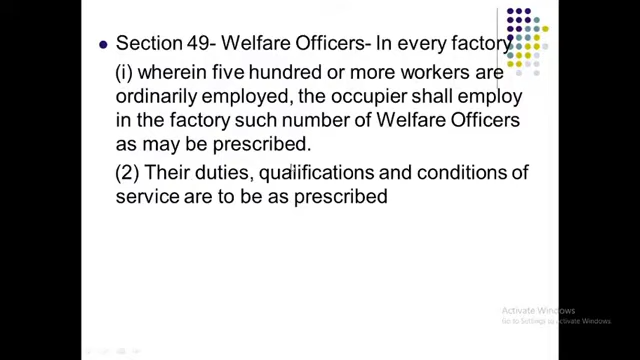 Section 49- Welfare Officers- In every factory
(i) wherein five hundred or more workers are
ordinarily employed, the occupier shall employ
in the factory such number of Welfare Officers
as may be prescribed.
(2) Their duties, qualifications and conditions of
service are to be as prescribed
Activate Windows
Go to Settings to activate Windows.